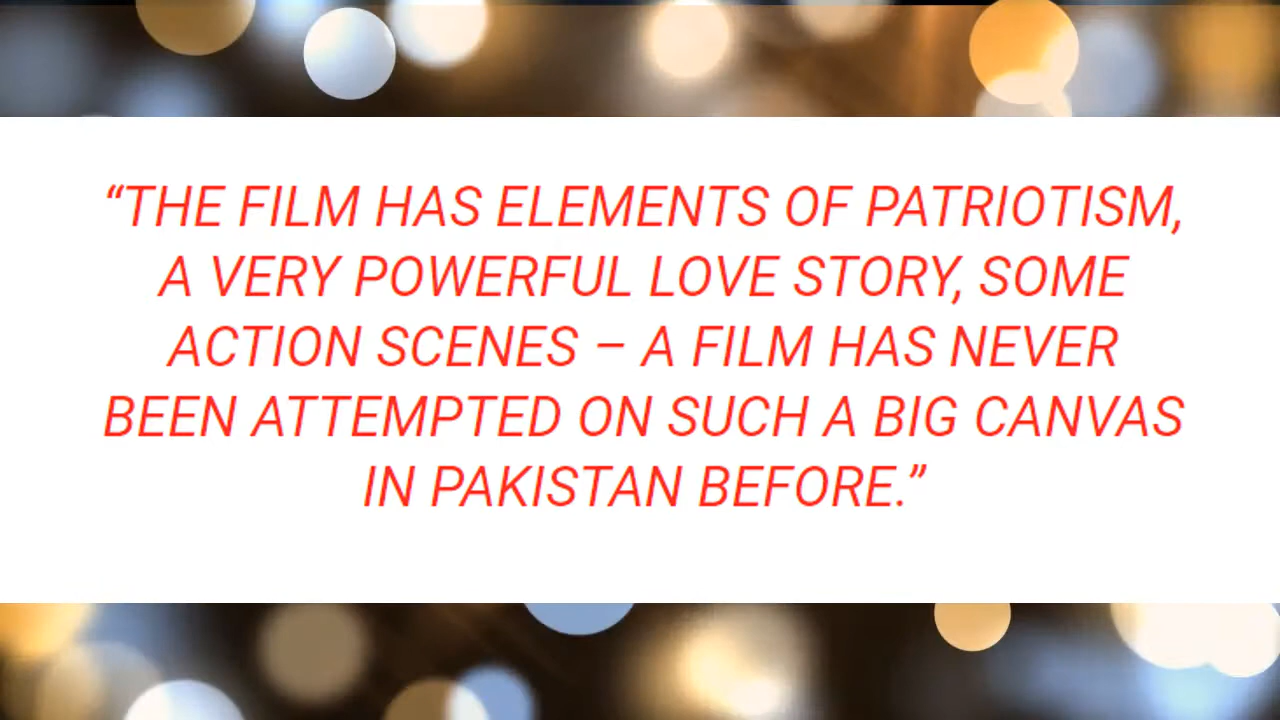 “THE FILM HAS ELEMENTS OF PATRIOTISM,
A VERY POWERFUL LOVE STORY, SOME
ACTION SCENES – A FILM HAS NEVER
BEEN ATTEMPTED ON SUCH A BIG CANVAS
IN PAKISTAN BEFORE.”